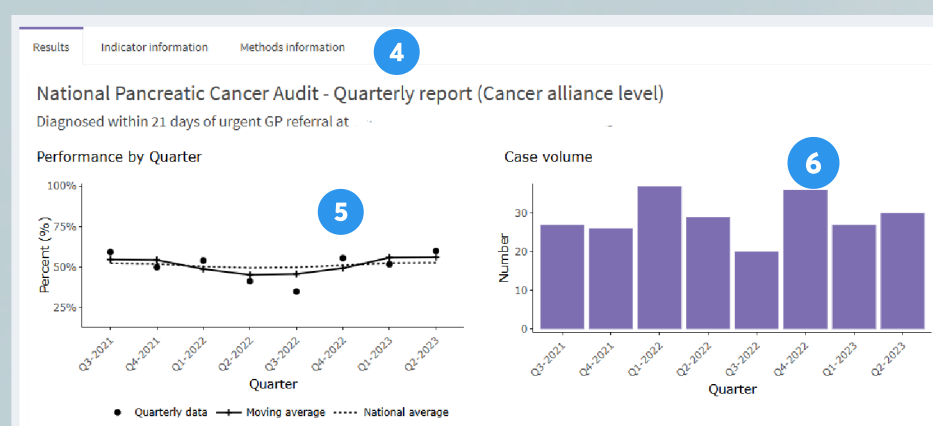 Results Indicator information Methods information 4
National Pancreatic Cancer Audit - Quarterly report (Cancer alliance level)
Diagnosed within 21 days of urgent GP referral at
Performance by Quarter
5
100%
75%
50%
25%
Percent (%)
Q3-2021 Q4-2021 Q1-2022 Q2-2022 Q3-2022 Q4-2022 Q1-2023 Q2-2023
Quarter
Quarterly data Moving average National average
Case volume
6
30
20
10
0
Number
Q3-2021 Q4-2021 Q1-2022 Q2-2022 Q3-2022 Q4-2022 Q1-2023 Q2-2023
Quarter